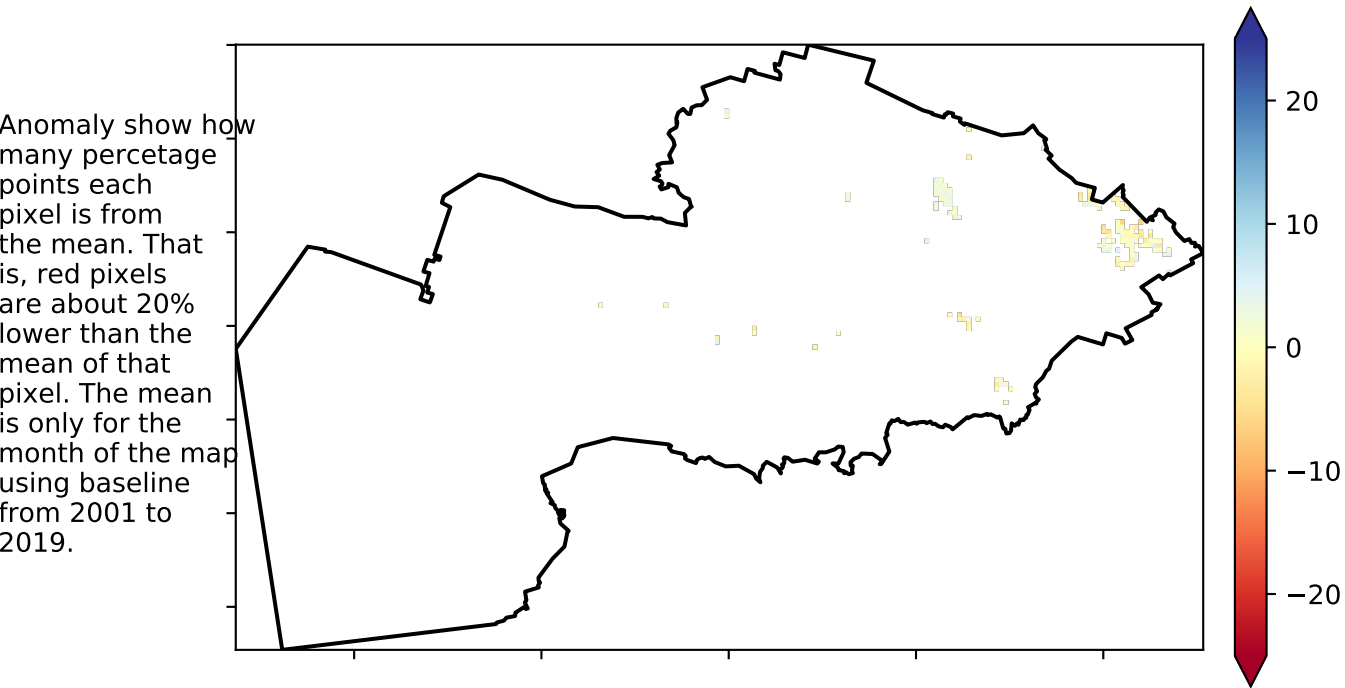 Anomaly show how
many percetage
points each
pixel is from
the mean. That
is, red pixels
are about 20%
lower than the
mean of that
pixel. The mean
is only for the
month of the map
using baseline
from 2001 to
2019.
20
10
0
−10
−20